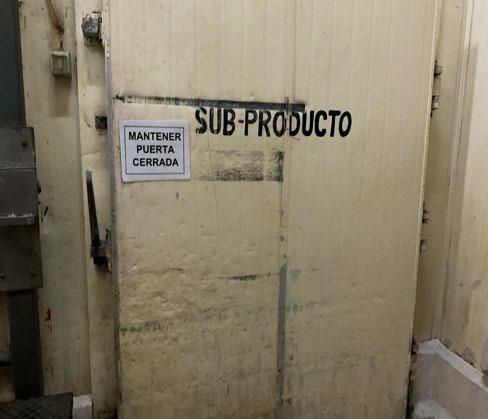 SUB-PRODUCTO
MANTENER
PUERTA
CERRADA